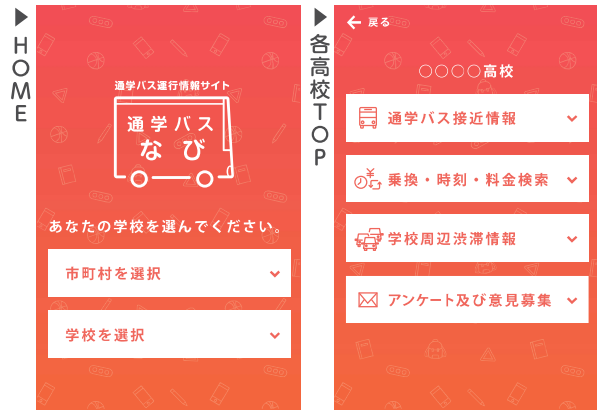 ▶HOME
通学バス運行情報サイト
通学バス
なび
あなたの学校を選んでください。
市町村を選択
学校を選択
▶各高校TOP
戻る
〇〇〇〇高校
通学バス接近情報
乗換・時刻・料金検索
学校周辺渋滞情報
アンケート及び意見募集